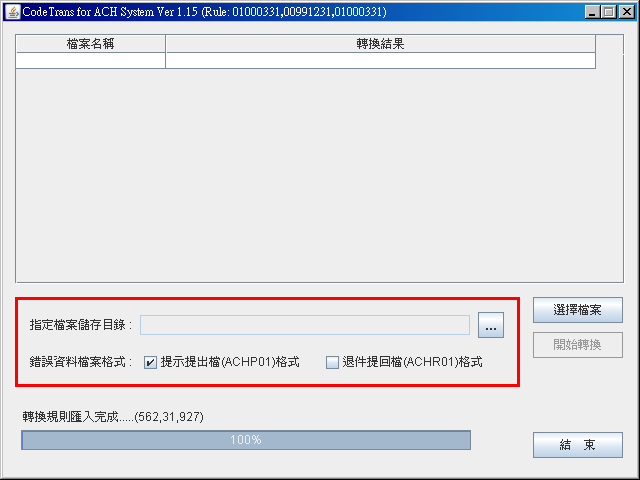 CodeTrans for ACH System Ver 1.15 (Rule: 01000331,00991231,01000331)
檔案名稱 轉換結果
指定檔案儲存目錄 : ...
錯誤資料檔案格式 : 提示提出檔(ACHP01)格式 退件提回檔(ACHR01)格式
選擇檔案
開始轉換
轉換規則匯入完成.....(562,31,927)
100%
結 束